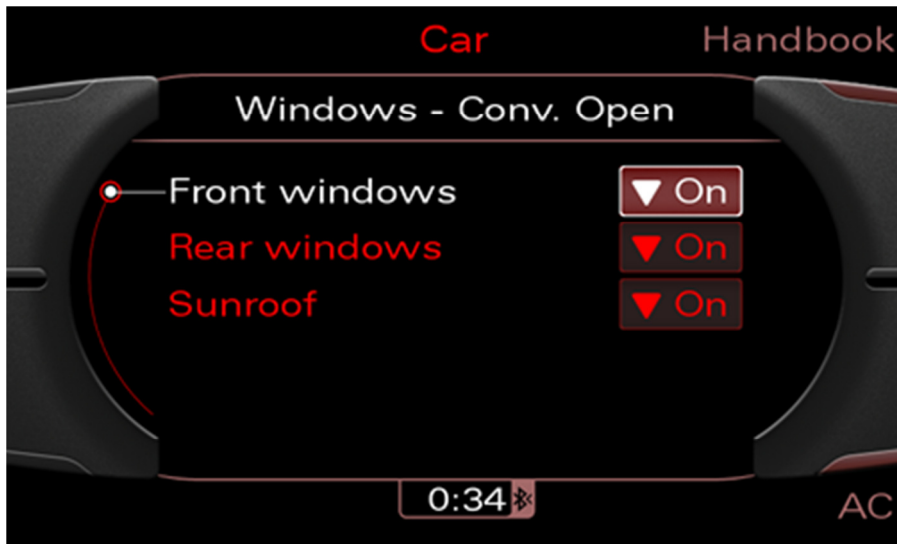 Car
Handbook
Windows - Conv. Open
Front windows
On
Rear windows
On
Sunroof
On
0:34
AC